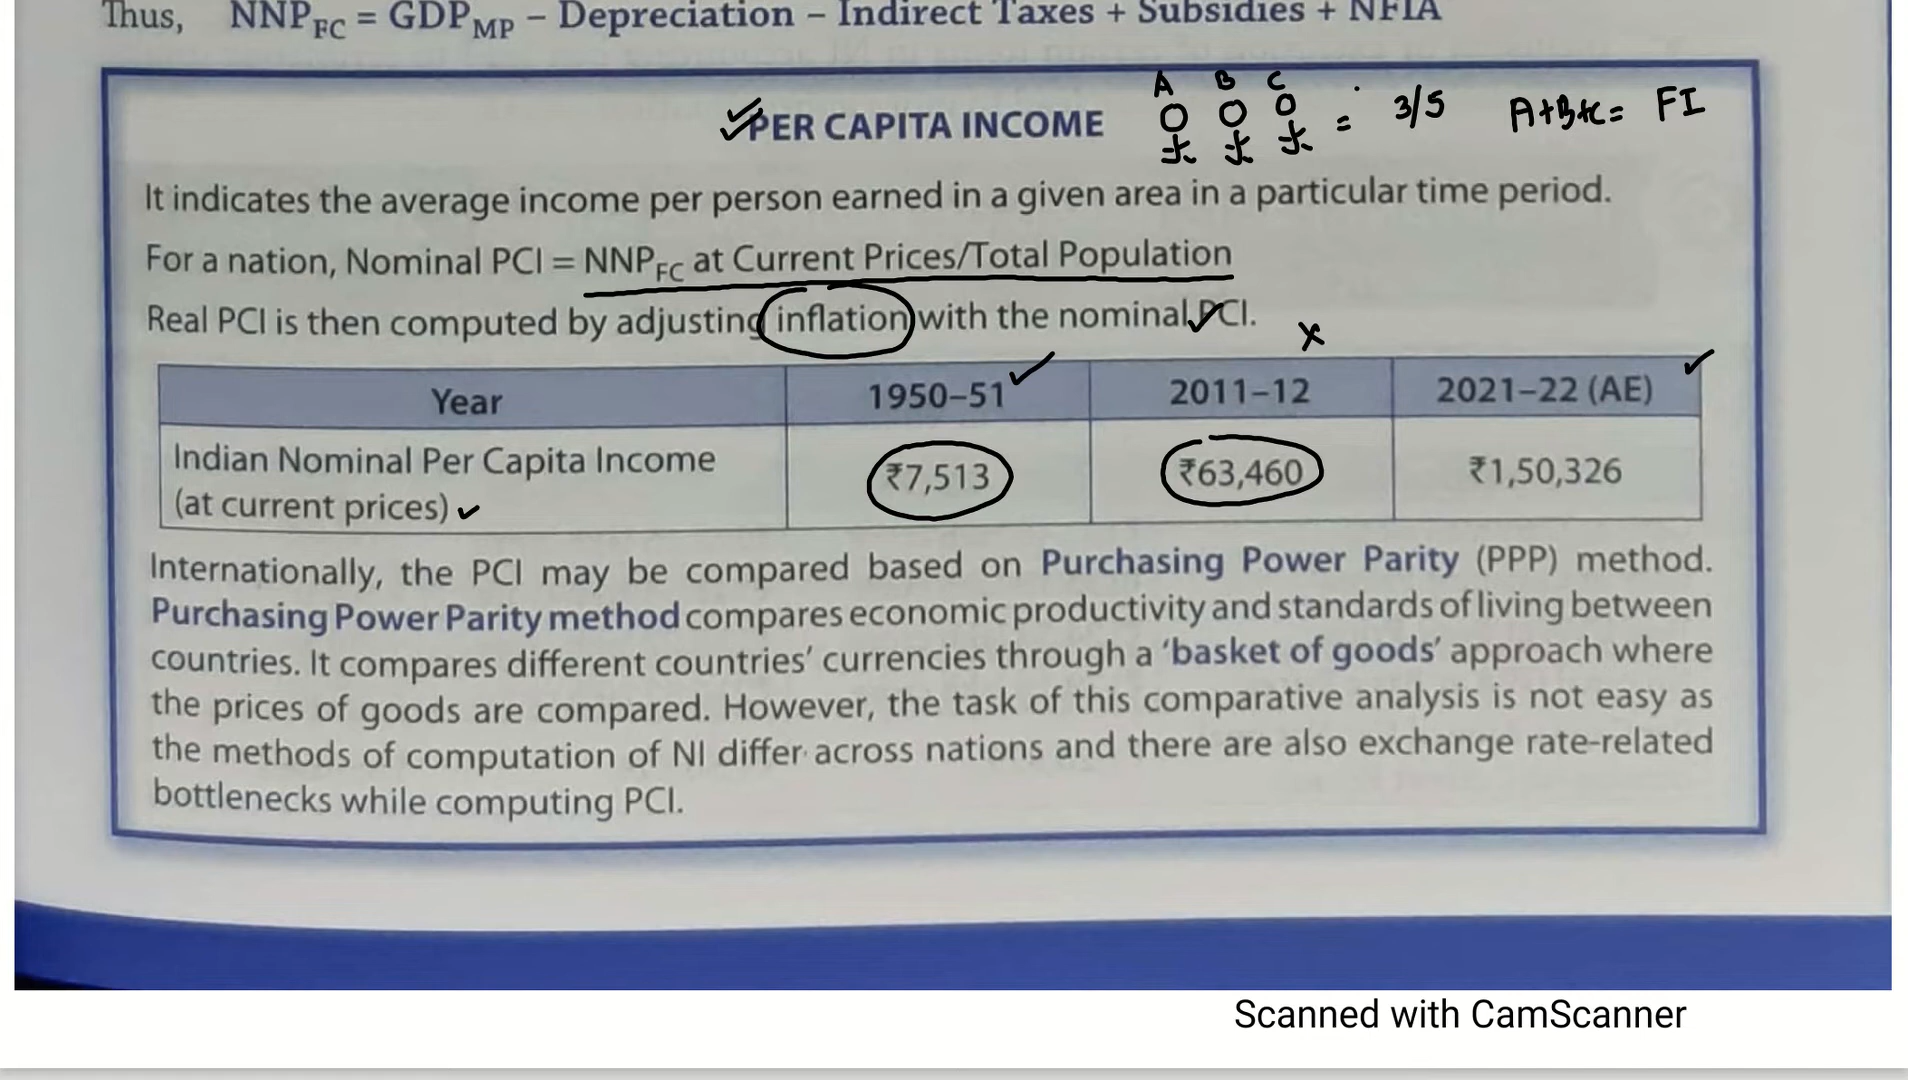 Thus, NNPFC = GDPMP – Depreciation – Indirect Taxes + Subsidies + NFIA
A B C
PER CAPITA INCOME = 3/5 A+B+C = FI
It indicates the average income per person earned in a given area in a particular time period.
For a nation, Nominal PCI = NNPFC at Current Prices/Total Population
Real PCI is then computed by adjusting inflation with the nominal PCI.
Year 1950–51 2011–12 2021–22 (AE)
Indian Nominal Per Capita Income
(at current prices) ₹7,513 ₹63,460 ₹1,50,326
Internationally, the PCI may be compared based on Purchasing Power Parity (PPP) method.
Purchasing Power Parity method compares economic productivity and standards of living between
countries. It compares different countries' currencies through a 'basket of goods' approach where
the prices of goods are compared. However, the task of this comparative analysis is not easy as
the methods of computation of NI differ across nations and there are also exchange rate-related
bottlenecks while computing PCI.
Scanned with CamScanner